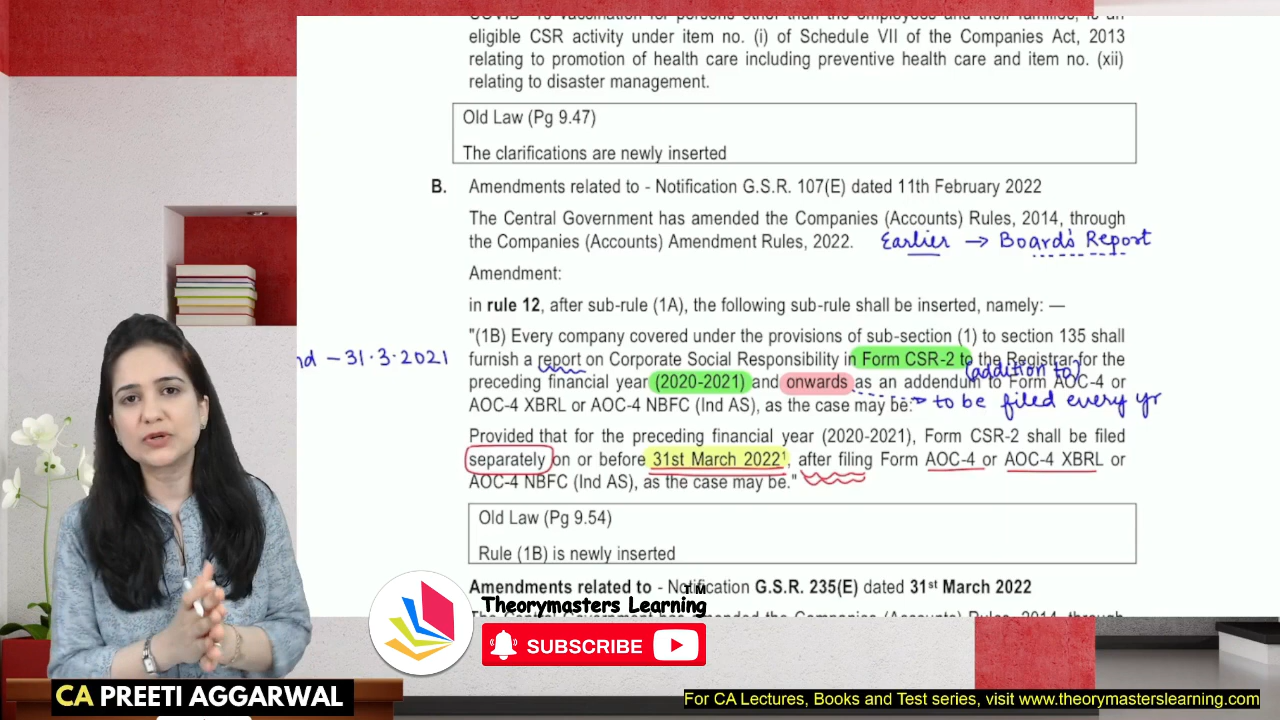 eligible CSR activity under item no. (i) of Schedule VII of the Companies Act, 2013
relating to promotion of health care including preventive health care and item no. (xii)
relating to disaster management.
Old Law (Pg 9.47)
The clarifications are newly inserted
B. Amendments related to - Notification G.S.R. 107(E) dated 11th February 2022
The Central Government has amended the Companies (Accounts) Rules, 2014, through
the Companies (Accounts) Amendment Rules, 2022.
Earlier → Board's Report
Amendment:
in rule 12, after sub-rule (1A), the following sub-rule shall be inserted, namely: —
"(1B) Every company covered under the provisions of sub-section (1) to section 135 shall
furnish a report on Corporate Social Responsibility in Form CSR-2 to the Registrar for the
nd - 31.3.2021
(addition to)
preceding financial year (2020-2021) and onwards as an addendum to Form AOC-4 or
AOC-4 XBRL or AOC-4 NBFC (Ind AS), as the case may be:
→ to be filed every yr
Provided that for the preceding financial year (2020-2021), Form CSR-2 shall be filed
separately on or before 31st March 2022¹, after filing Form AOC-4 or AOC-4 XBRL or
AOC-4 NBFC (Ind AS), as the case may be."
Old Law (Pg 9.54)
Rule (1B) is newly inserted
Amendments related to - Notification G.S.R. 235(E) dated 31st March 2022
TM
Theorymasters Learning
SUBSCRIBE
CA PREETI AGGARWAL
For CA Lectures, Books and Test series, visit www.theorymasterslearning.com